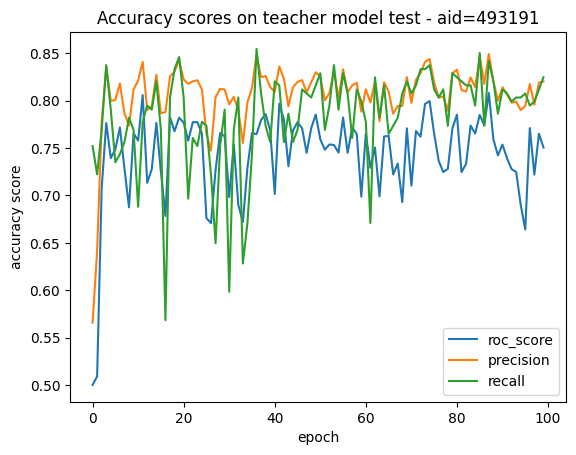 Accuracy scores on teacher model test - aid=493191
accuracy score
0.85
0.80
0.75
0.70
0.65
0.60
0.55
0.50
0
20
40
60
80
100
epoch
roc_score
precision
recall